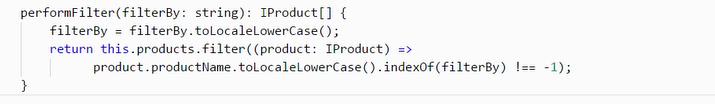 performFilter(filterBy: string): IProduct[] {
filterBy = filterBy.toLocaleLowerCase();
return this.products.filter((product: IProduct) =>
product.productName.toLocaleLowerCase().indexOf(filterBy) !== -1);
}